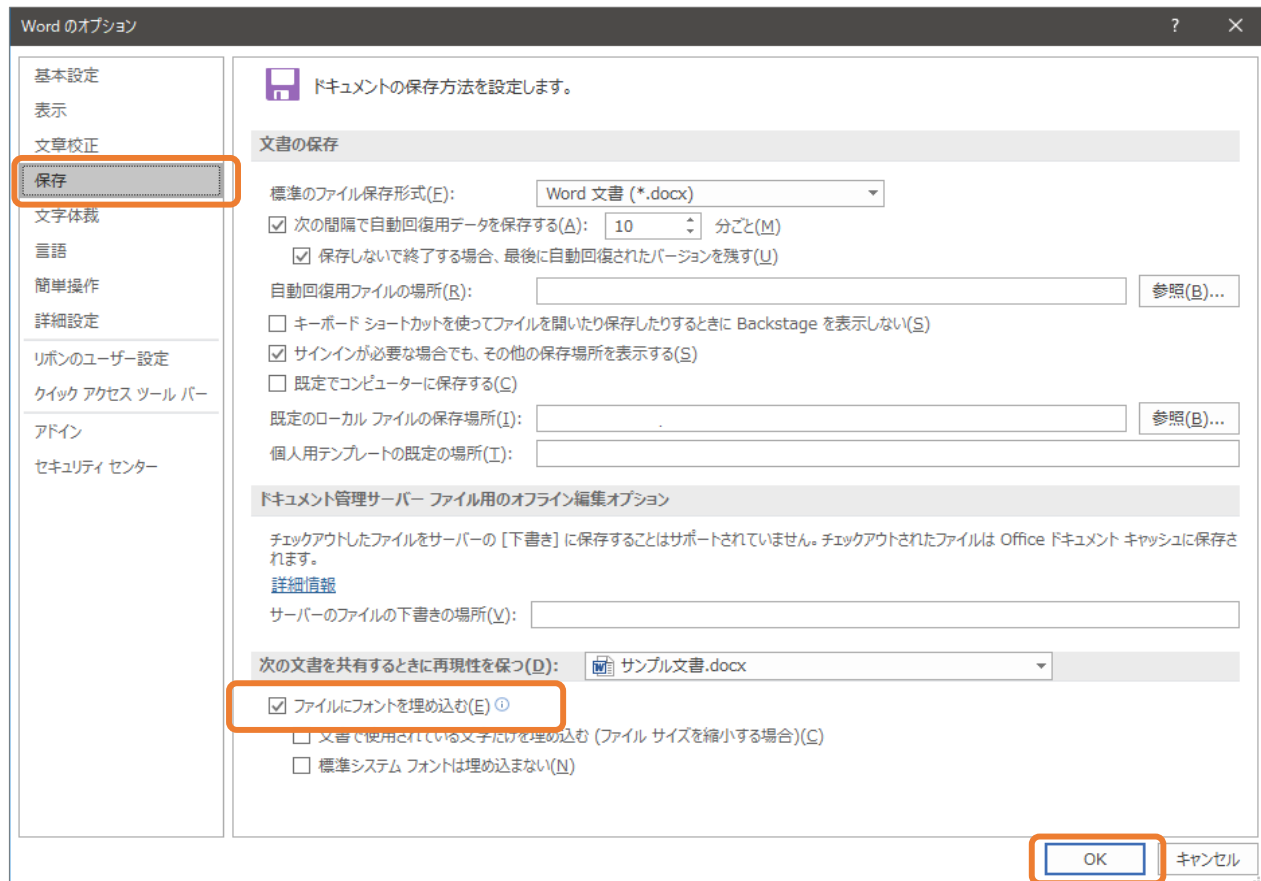 Word のオプション
?
×
基本設定
表示
文章校正
保存
文字体裁
言語
簡単操作
詳細設定
リボンのユーザー設定
クイック アクセス ツール バー
アドイン
セキュリティ センター
ドキュメントの保存方法を設定します。
文書の保存
標準のファイル保存形式(F): Word 文書 (*.docx)
次の間隔で自動回復用データを保存する(A): 10 分ごと(M)
保存しないで終了する場合、最後に自動回復されたバージョンを残す(U)
自動回復用ファイルの場所(R): 参照(B)...
キーボード ショートカットを使ってファイルを開いたり保存したりするときに Backstage を表示しない(S)
サインインが必要な場合でも、その他の保存場所を表示する(S)
既定でコンピューターに保存する(C)
既定のローカル ファイルの保存場所(I): 参照(B)...
個人用テンプレートの既定の場所(T):
ドキュメント管理サーバー ファイル用のオフライン編集オプション
チェックアウトしたファイルをサーバーの [下書き] に保存することはサポートされていません。チェックアウトされたファイルは Office ドキュメント キャッシュに保存さ
れます。
詳細情報
サーバーのファイルの下書きの場所(V):
次の文書を共有するときに再現性を保つ(D): サンプル文書.docx
ファイルにフォントを埋め込む(E)
文書で使用されている文字だけを埋め込む (ファイル サイズを縮小する場合)(C)
標準システム フォントは埋め込まない(N)
OK
キャンセル